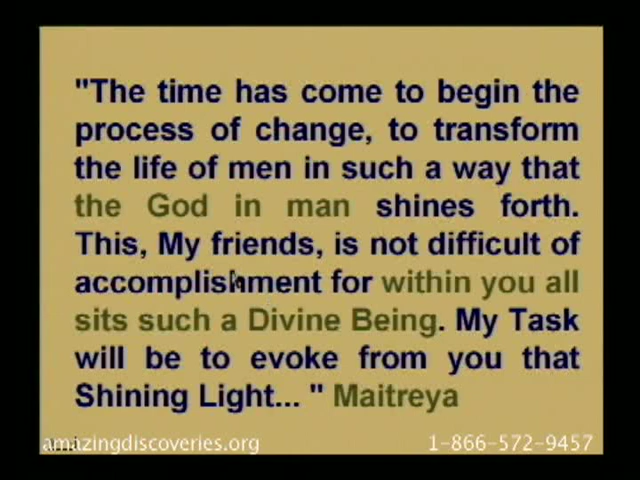 "The time has come to begin the
process of change, to transform
the life of men in such a way that
the God in man shines forth.
This, My friends, is not difficult of
accomplishment for within you all
sits such a Divine Being. My Task
will be to evoke from you that
Shining Light... " Maitreya
amazingdiscoveries.org 1-866-572-9457